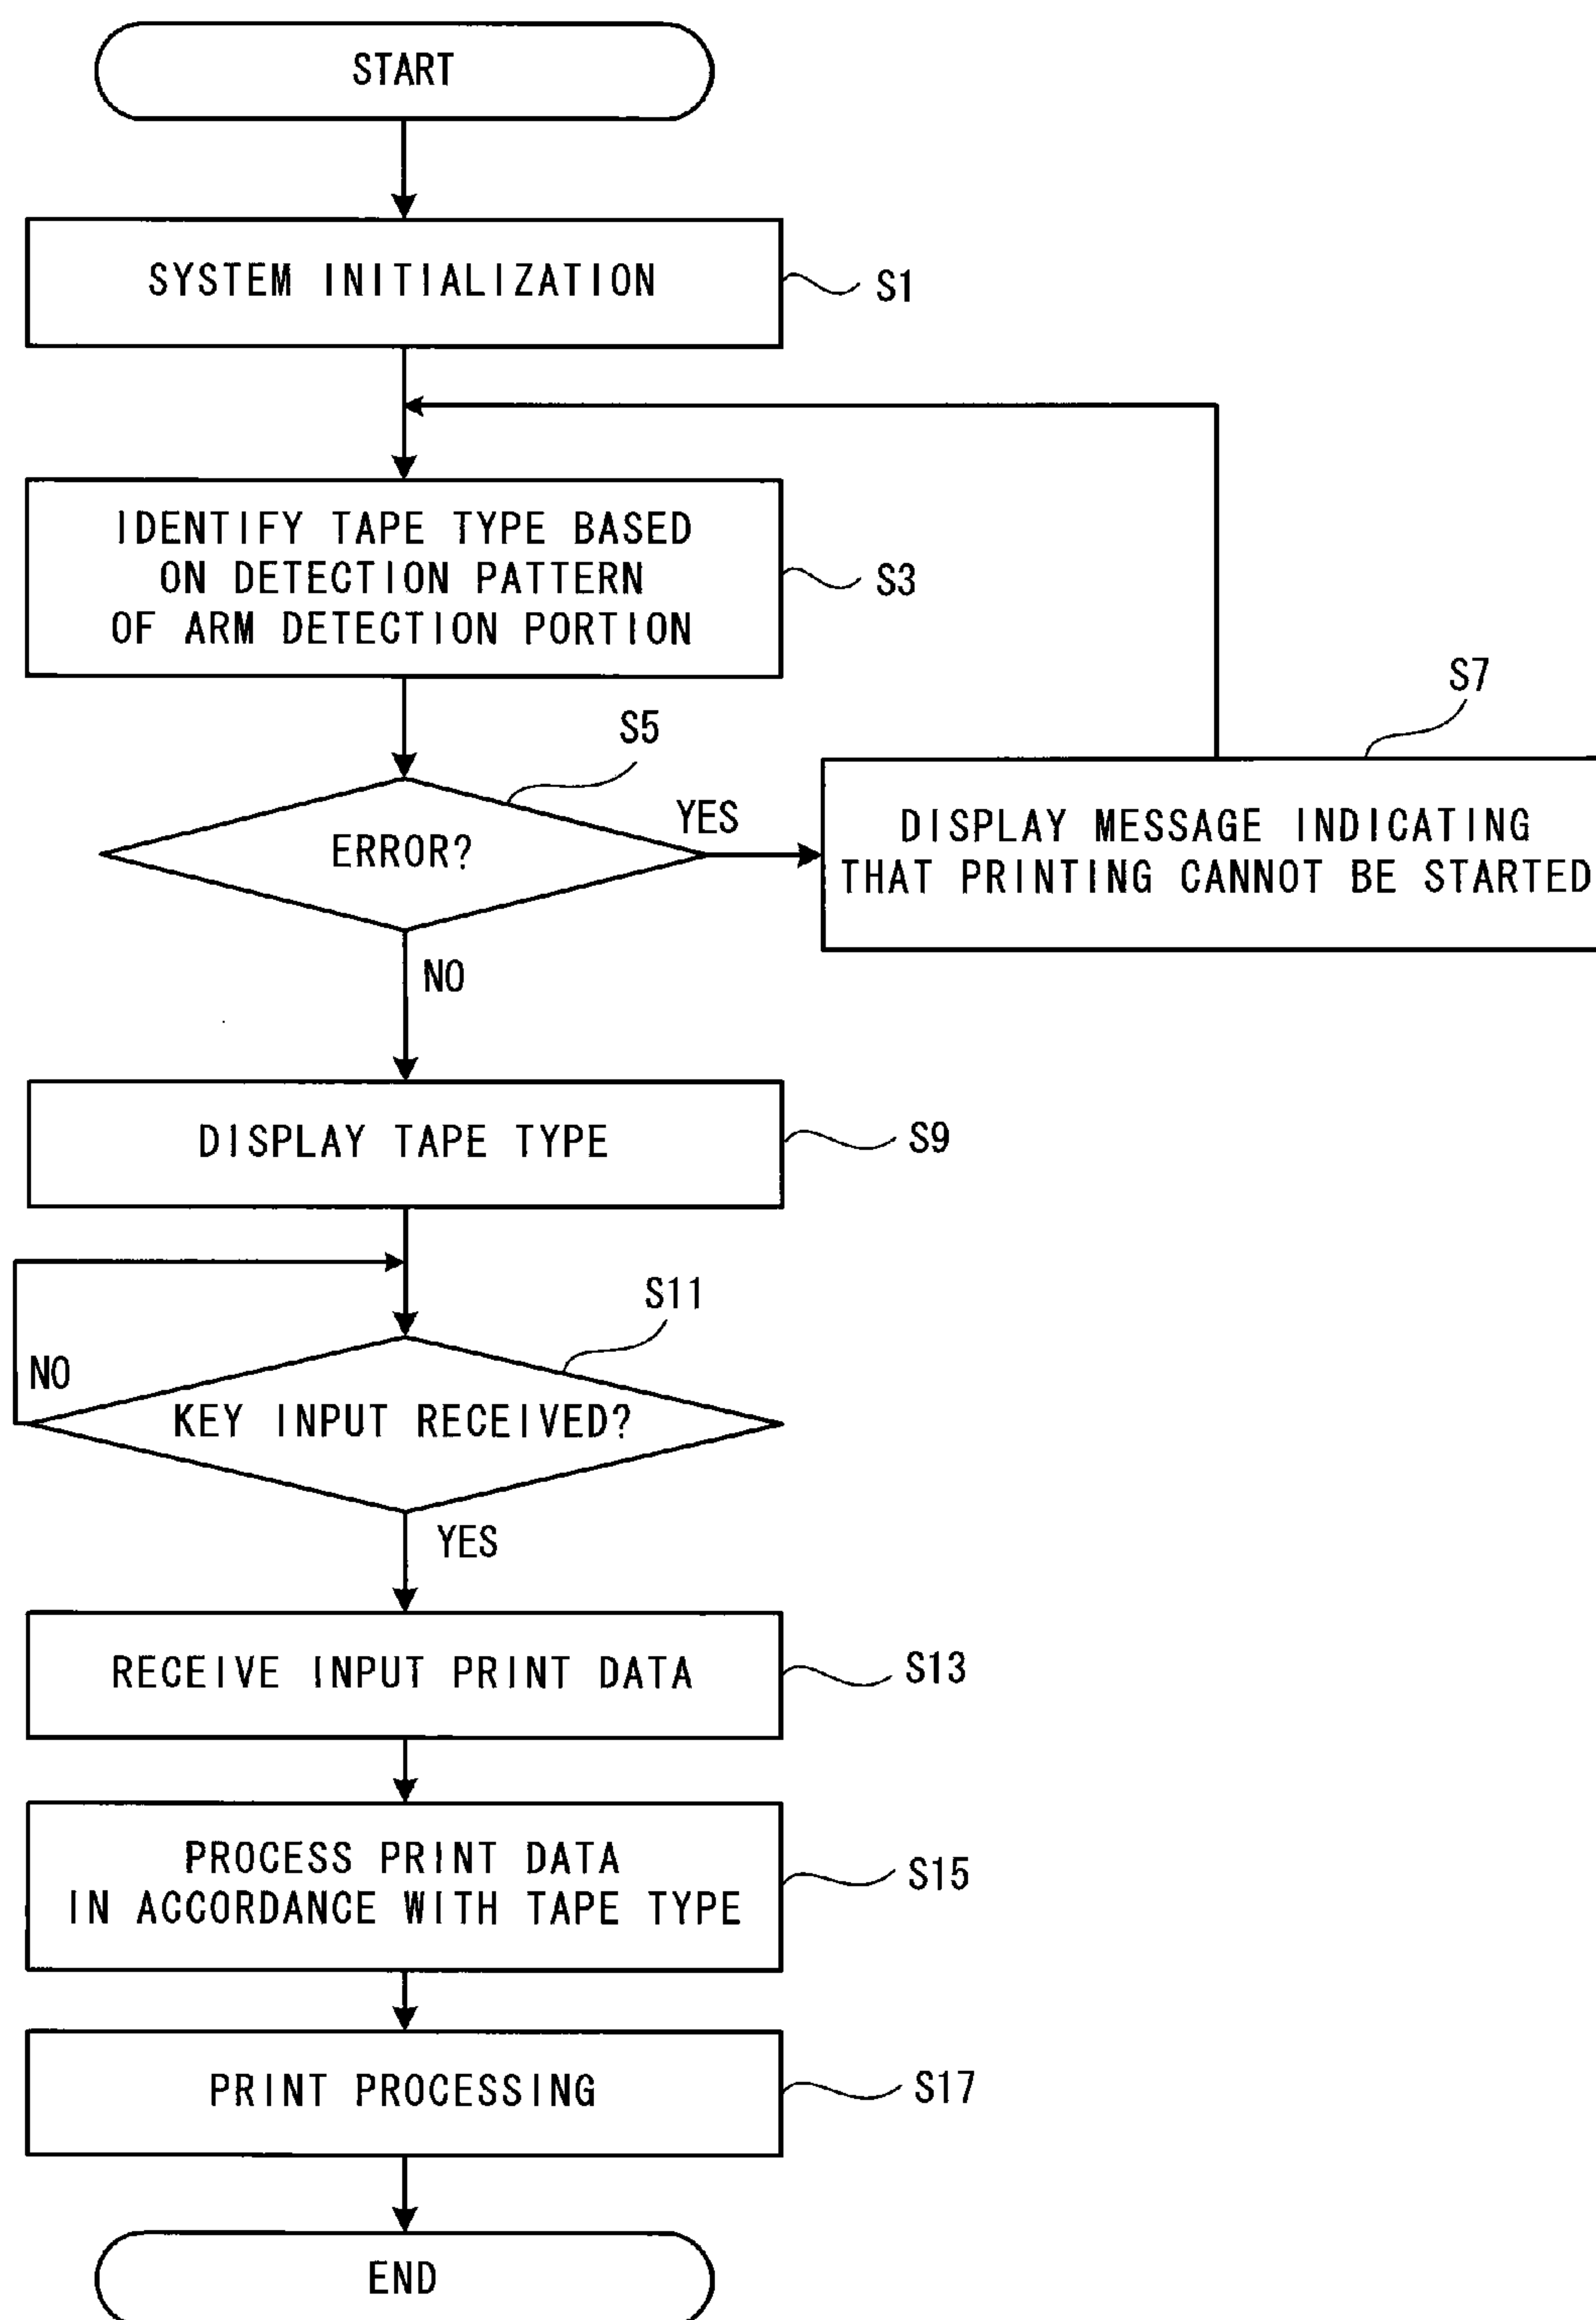 START
SYSTEM INITIALIZATION
S1
IDENTIFY TAPE TYPE BASED
ON DETECTION PATTERN
OF ARM DETECTION PORTION
S3
S5
ERROR?
YES
NO
S7
DISPLAY MESSAGE INDICATING
THAT PRINTING CANNOT BE STARTED
DISPLAY TAPE TYPE
S9
S11
KEY INPUT RECEIVED?
NO
YES
RECEIVE INPUT PRINT DATA
S13
PROCESS PRINT DATA
IN ACCORDANCE WITH TAPE TYPE
S15
PRINT PROCESSING
S17
END